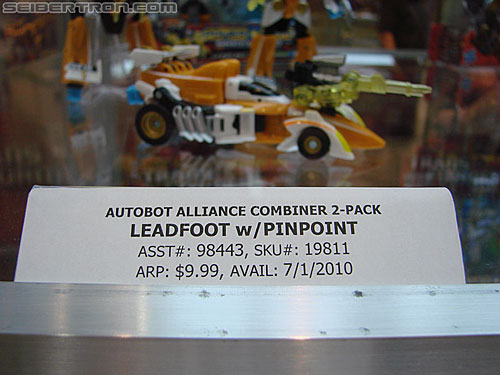 SEIBERTRON.COM
AUTOBOT ALLIANCE COMBINER 2-PACK
LEADFOOT w/PINPOINT
ASST#: 98443, SKU#: 19811
ARP: $9.99, AVAIL: 7/1/2010